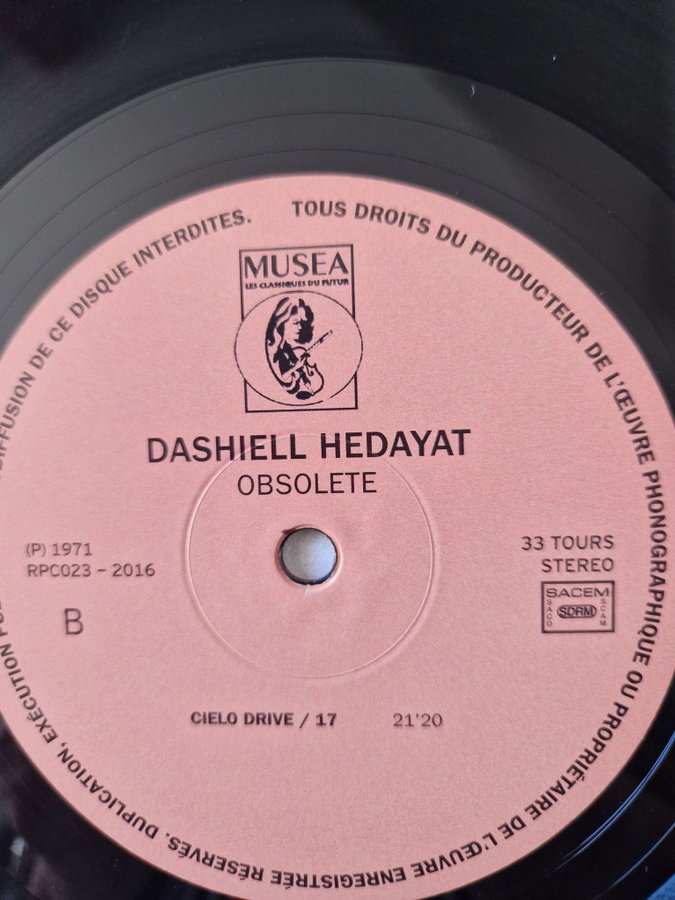 TOUS DROITS DU PRODUCTEUR DE L'ŒUVRE PHONOGRAPHIQUE OU PROPRIÉTAIRE DE L'ŒUVRE ENREGISTRÉE RÉSERVÉS. DUPLICATION, EXÉCUTION
DIFFUSION DE CE DISQUE INTERDITES.
MUSEA
LES CLASSIQUES DU FUTUR
DASHIELL HEDAYAT
OBSOLETE
(P) 1971
RPC023 – 2016
B
33 TOURS
STEREO
SACEM
SACD
SDRM
SCAM
CIELO DRIVE / 17 21'20